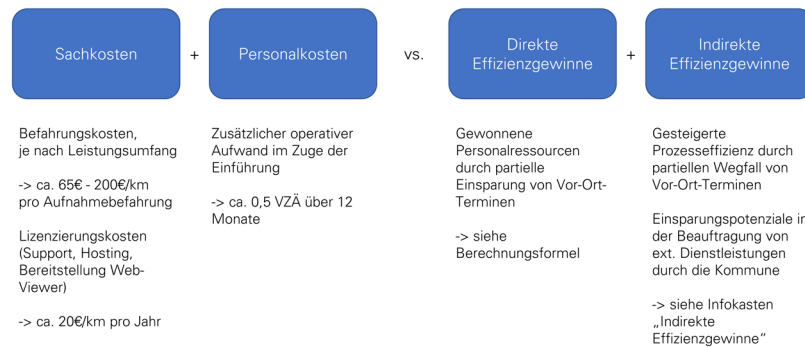 Sachkosten
+
Personalkosten
vs.
Direkte
Effizienzgewinne
+
Indirekte
Effizienzgewinne
Befahrungskosten,
je nach Leistungsumfang
-> ca. 65€ - 200€/km
pro Aufnahmebefahrung
Lizenzierungskosten
(Support, Hosting,
Bereitstellung Web-
Viewer)
-> ca. 20€/km pro Jahr
Zusätzlicher operativer
Aufwand im Zuge der
Einführung
-> ca. 0,5 VZÄ über 12
Monate
Gewonnene
Personalressourcen
durch partielle
Einsparung von Vor-Ort-
Terminen
-> siehe
Berechnungsformel
Gesteigerte
Prozesseffizienz durch
partiellen Wegfall von
Vor-Ort-Terminen
Einsparungspotenziale in
der Beauftragung von
ext. Dienstleistungen
durch die Kommune
-> siehe Infokasten
„Indirekte
Effizienzgewinne“